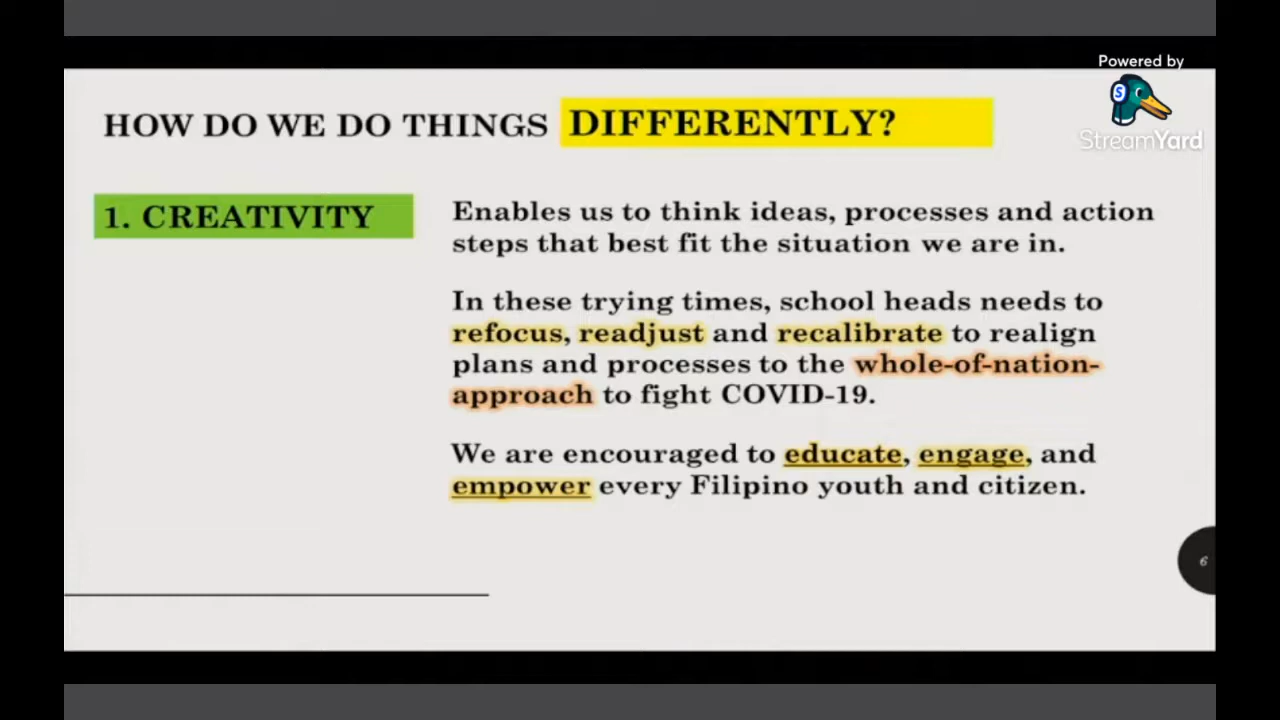 Powered by
StreamYard
HOW DO WE DO THINGS DIFFERENTLY?
1. CREATIVITY
Enables us to think ideas, processes and action
steps that best fit the situation we are in.
In these trying times, school heads needs to
refocus, readjust and recalibrate to realign
plans and processes to the whole-of-nation-
approach to fight COVID-19.
We are encouraged to educate, engage, and
empower every Filipino youth and citizen.
6